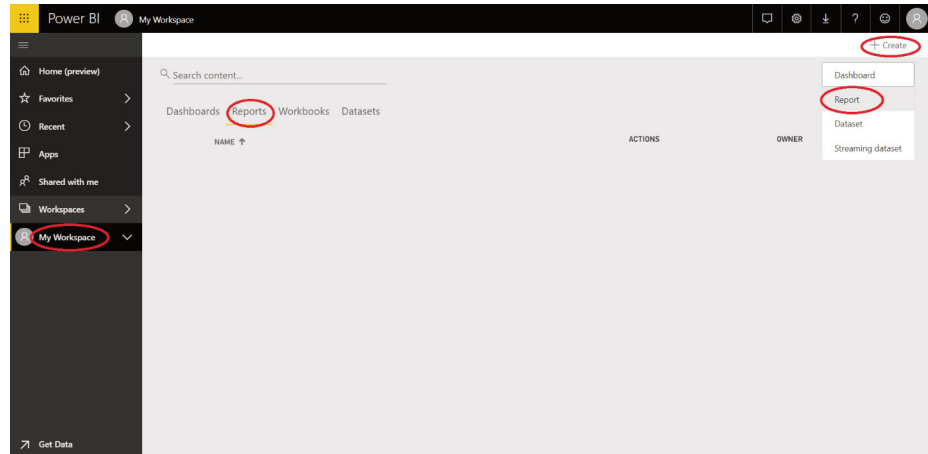 Power BI My Workspace ?
+ Create
Home (preview)
Favorites
Recent
Apps
Shared with me
Workspaces
My Workspace
Get Data
Search content...
Dashboards Reports Workbooks Datasets
NAME ACTIONS OWNER
Dashboard
Report
Dataset
Streaming dataset